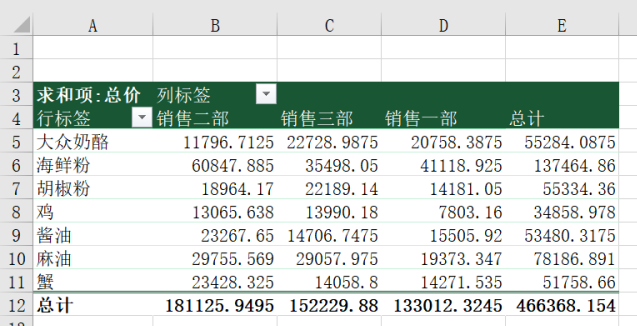 A B C D E
1
2
3 求和项:总价 列标签
4 行标签 销售二部 销售三部 销售一部 总计
5 大众奶酪 11796.7125 22728.9875 20758.3875 55284.0875
6 海鲜粉 60847.885 35498.05 41118.925 137464.86
7 胡椒粉 18964.17 22189.14 14181.05 55334.36
8 鸡 13065.638 13990.18 7803.16 34858.978
9 酱油 23267.65 14706.7475 15505.92 53480.3175
10 麻油 29755.569 29057.975 19373.347 78186.891
11 蟹 23428.325 14058.8 14271.535 51758.66
12 总计 181125.9495 152229.88 133012.3245 466368.154